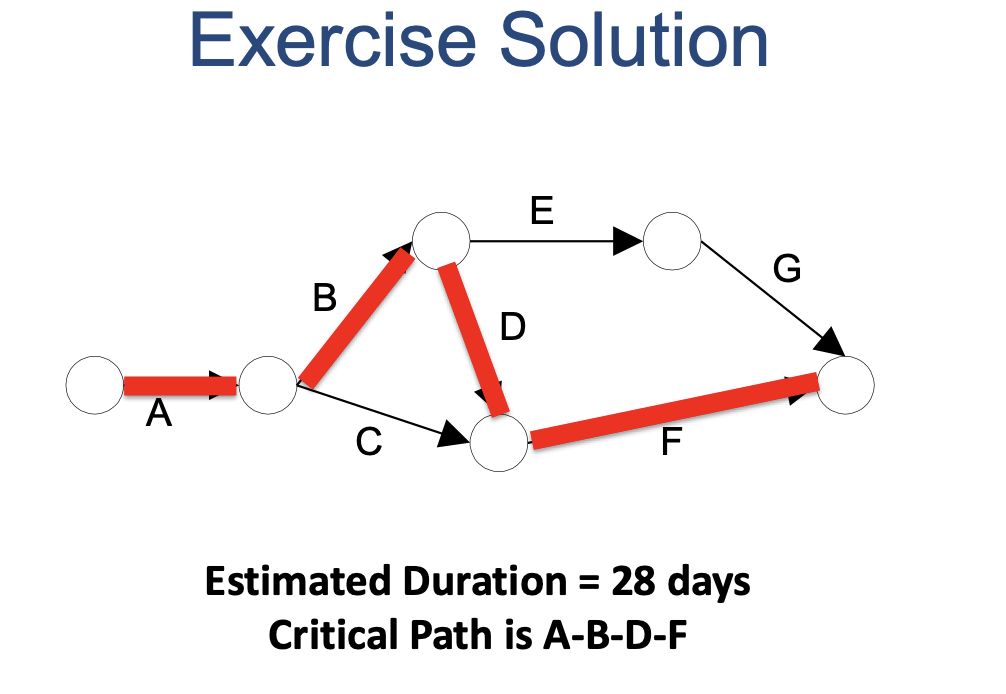 Exercise Solution
E
G
B
D
A
C
F
Estimated Duration = 28 days
Critical Path is A-B-D-F